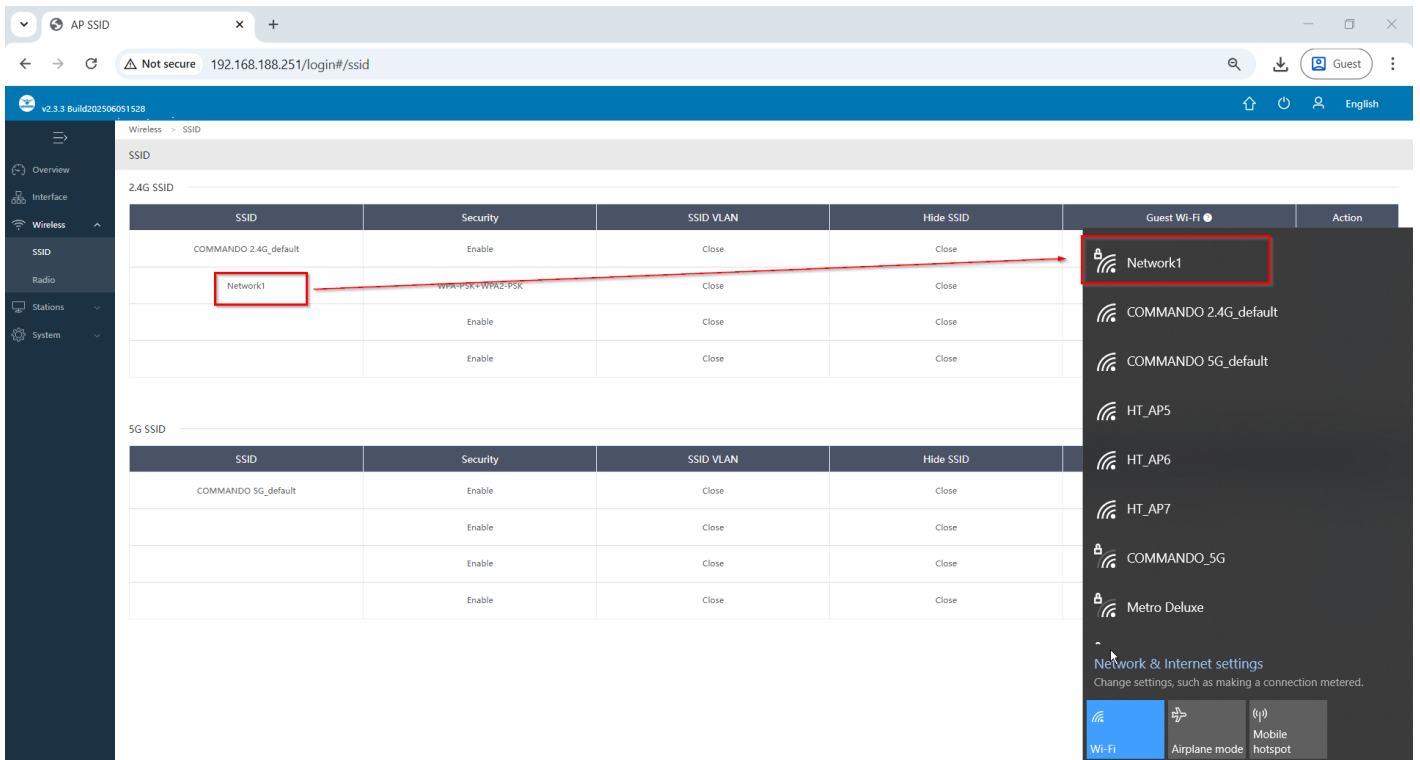 AP SSID
Not secure 192.168.188.251/login#/ssid
Guest
v2.3.3 Build202506051528
English
Wireless > SSID
SSID
Overview
Interface
Wireless
SSID
Radio
Stations
System
2.4G SSID
SSID Security SSID VLAN Hide SSID Guest Wi-Fi Action
COMMANDO 2.4G_default Enable Close Close
Network1 WPA-PSK+WPA2-PSK Close Close
Enable Close Close
Enable Close Close
5G SSID
SSID Security SSID VLAN Hide SSID
COMMANDO 5G_default Enable Close Close
Enable Close Close
Enable Close Close
Enable Close Close
Network1
COMMANDO 2.4G_default
COMMANDO 5G_default
HT_AP5
HT_AP6
HT_AP7
COMMANDO_5G
Metro Deluxe
Network & Internet settings
Change settings, such as making a connection metered.
Wi-Fi
Airplane mode
Mobile
hotspot